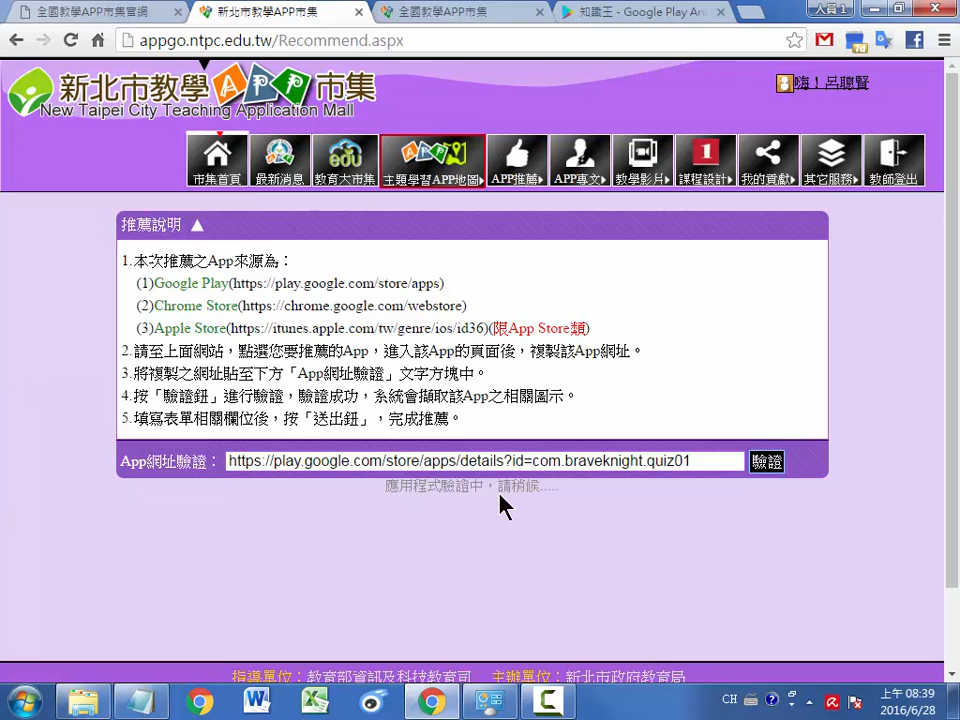 全國教學APP市集官網
新北市教學APP市集
全國教學APP市集
知識王 - Google Play An
人員 1
appgo.ntpc.edu.tw/Recommend.aspx
7d
新北市教學APP市集
New Taipei City Teaching Application Mall
嗨！呂聰賢
市集首頁
最新消息
edu
教育大市集
APP
主題學習APP地圖
APP推薦
APP專文
教學影片
1
課程設計
我的貢獻
其它服務
教師登出
推薦說明 ▲
1.本次推薦之App來源為：
(1)Google Play(https://play.google.com/store/apps)
(2)Chrome Store(https://chrome.google.com/webstore)
(3)Apple Store(https://itunes.apple.com/tw/genre/ios/id36)(限App Store類)
2.請至上面網站，點選您要推薦的App，進入該App的頁面後，複製該App網址。
3.將複製之網址貼至下方「App網址驗證」文字方塊中。
4.按「驗證鈕」進行驗證，驗證成功，系統會擷取該App之相關圖示。
5.填寫表單相關欄位後，按「送出鈕」，完成推薦。
App網址驗證：
https://play.google.com/store/apps/details?id=com.braveknight.quiz01
驗證
應用程式驗證中，請稍候.....
指導單位：教育部資訊及科技教育司 主辦單位：新北市政府教育局
CH
上午 08:39
2016/6/28